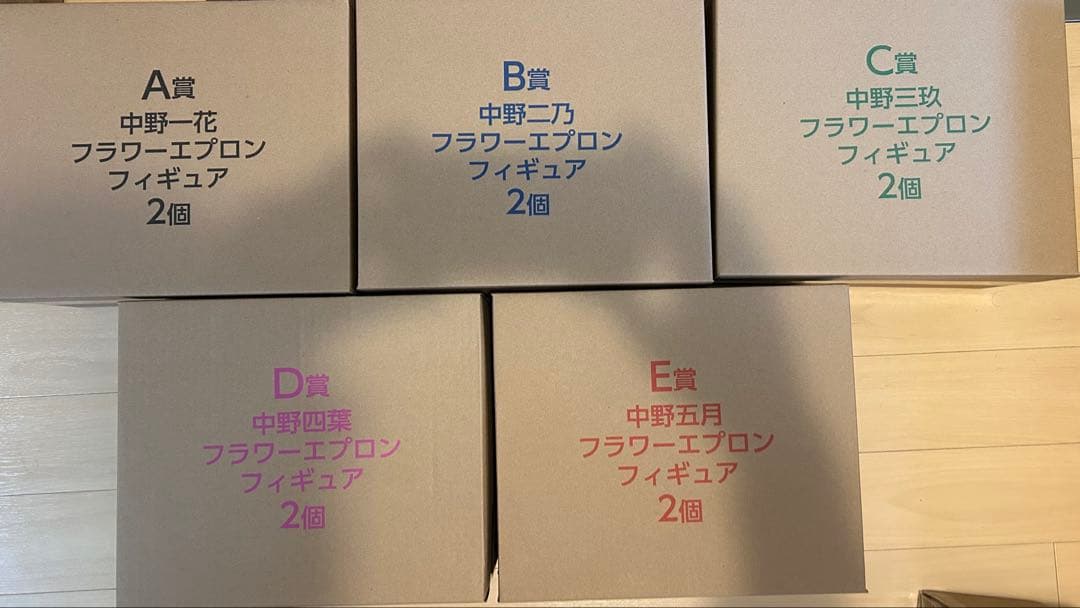 A賞
中野一花
フラワーエプロン
フィギュア
2個
B賞
中野二乃
フラワーエプロン
フィギュア
2個
C賞
中野三玖
フラワーエプロン
フィギュア
2個
D賞
中野四葉
フラワーエプロン
フィギュア
2個
E賞
中野五月
フラワーエプロン
フィギュア
2個